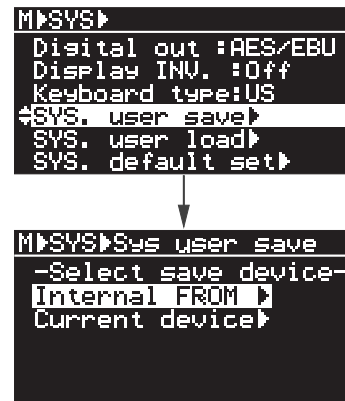 M▶SYS▶
Digital out :AES/EBU
Display INV. :Off
Keyboard type:US
SYS. user save▶
SYS. user load▶
SYS. default set▶
M▶SYS▶Sys user save
-Select save device-
Internal FROM ▶
Current device▶